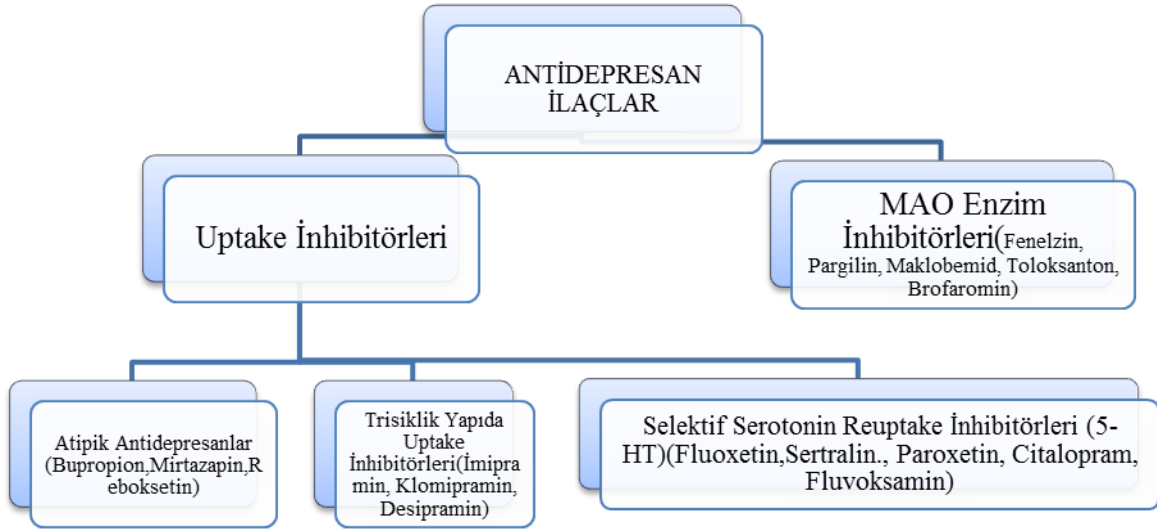 ANTİDEPRESAN
İLAÇLAR
Uptake İnhibitörleri
MAO Enzim
İnhibitörleri(Fenelzin,
Pargilin, Maklobemid, Toloksanton,
Brofaromin)
Atipik Antidepresanlar
(Bupropion,Mirtazapin,R
eboksetin)
Trisiklik Yapıda
Uptake
İnhibitörleri(İmipra
min, Klomipramin,
Desipramin)
Selektif Serotonin Reuptake İnhibitörleri (5-
HT)(Fluoxetin,Sertralin., Paroxetin, Citalopram,
Fluvoksamin)